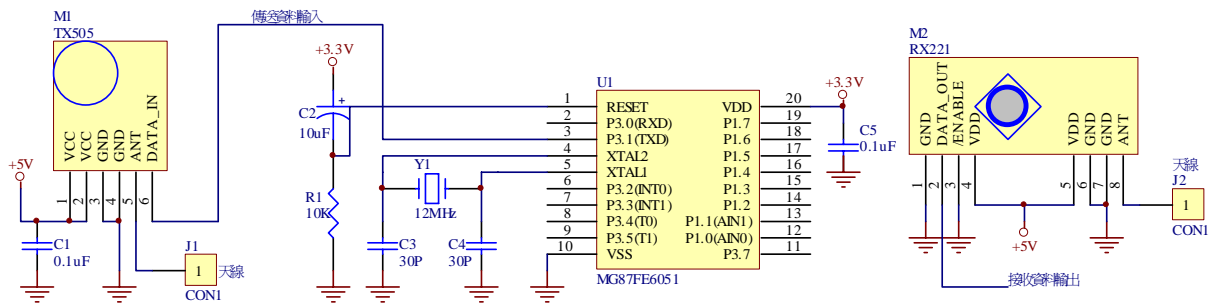 M1
TX505
VCC
VCC
GND
GND
ANT
DATA_IN
1
2
3
4
5
6
+5V
C1
0.1uF
J1
1
天線
CON1
傳送資料輸入
+3.3V
C2
10uF
R1
10K
Y1
12MHz
C3
30P
C4
30P
U1
1 RESET VDD 20
2 P3.0(RXD) P1.7 19
3 P3.1(TXD) P1.6 18
4 XTAL2 P1.5 17
5 XTAL1 P1.4 16
6 P3.2(INT0) P1.3 15
7 P3.3(INT1) P1.2 14
8 P3.4(T0) P1.1(AIN1) 13
9 P3.5(T1) P1.0(AIN0) 12
10 VSS P3.7 11
MG87FE6051
+3.3V
C5
0.1uF
M2
RX221
GND
DATA_OUT
/ENABLE
VDD
VDD
GND
GND
ANT
1
2
3
4
5
6
7
8
+5V
天線
J2
1
CON1
接收資料輸出